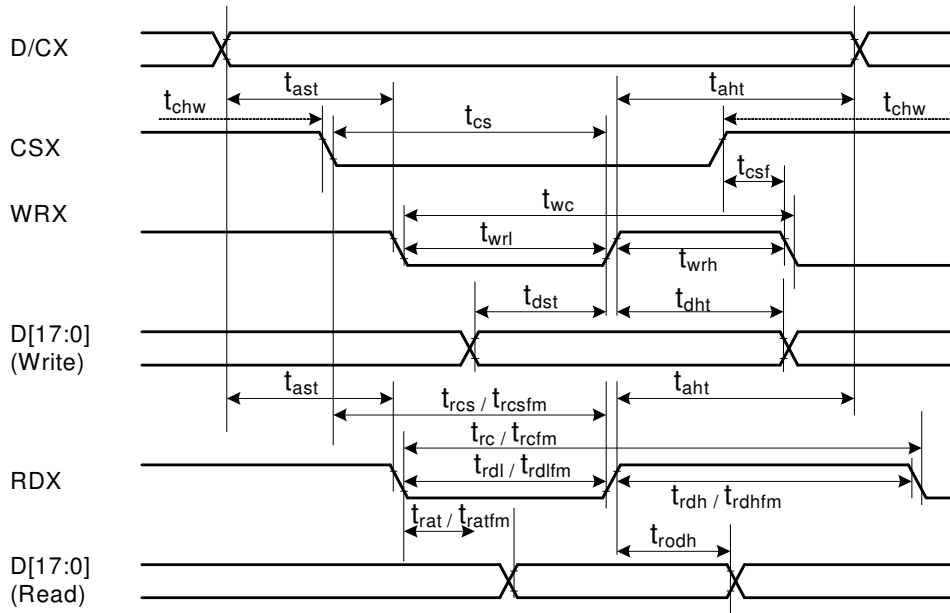 D/CX
t_ast
t_aht
t_chw
t_chw
t_cs
CSX
t_csf
WRX
t_wc
t_wrl
t_wrh
t_dst
t_dht
D[17:0]
(Write)
t_ast
t_aht
t_rcs / t_rcsfm
t_rc / t_rcfm
RDX
t_rdl / t_rdlfm
t_rdh / t_rdhfm
t_rat / t_ratfm
t_rodh
D[17:0]
(Read)